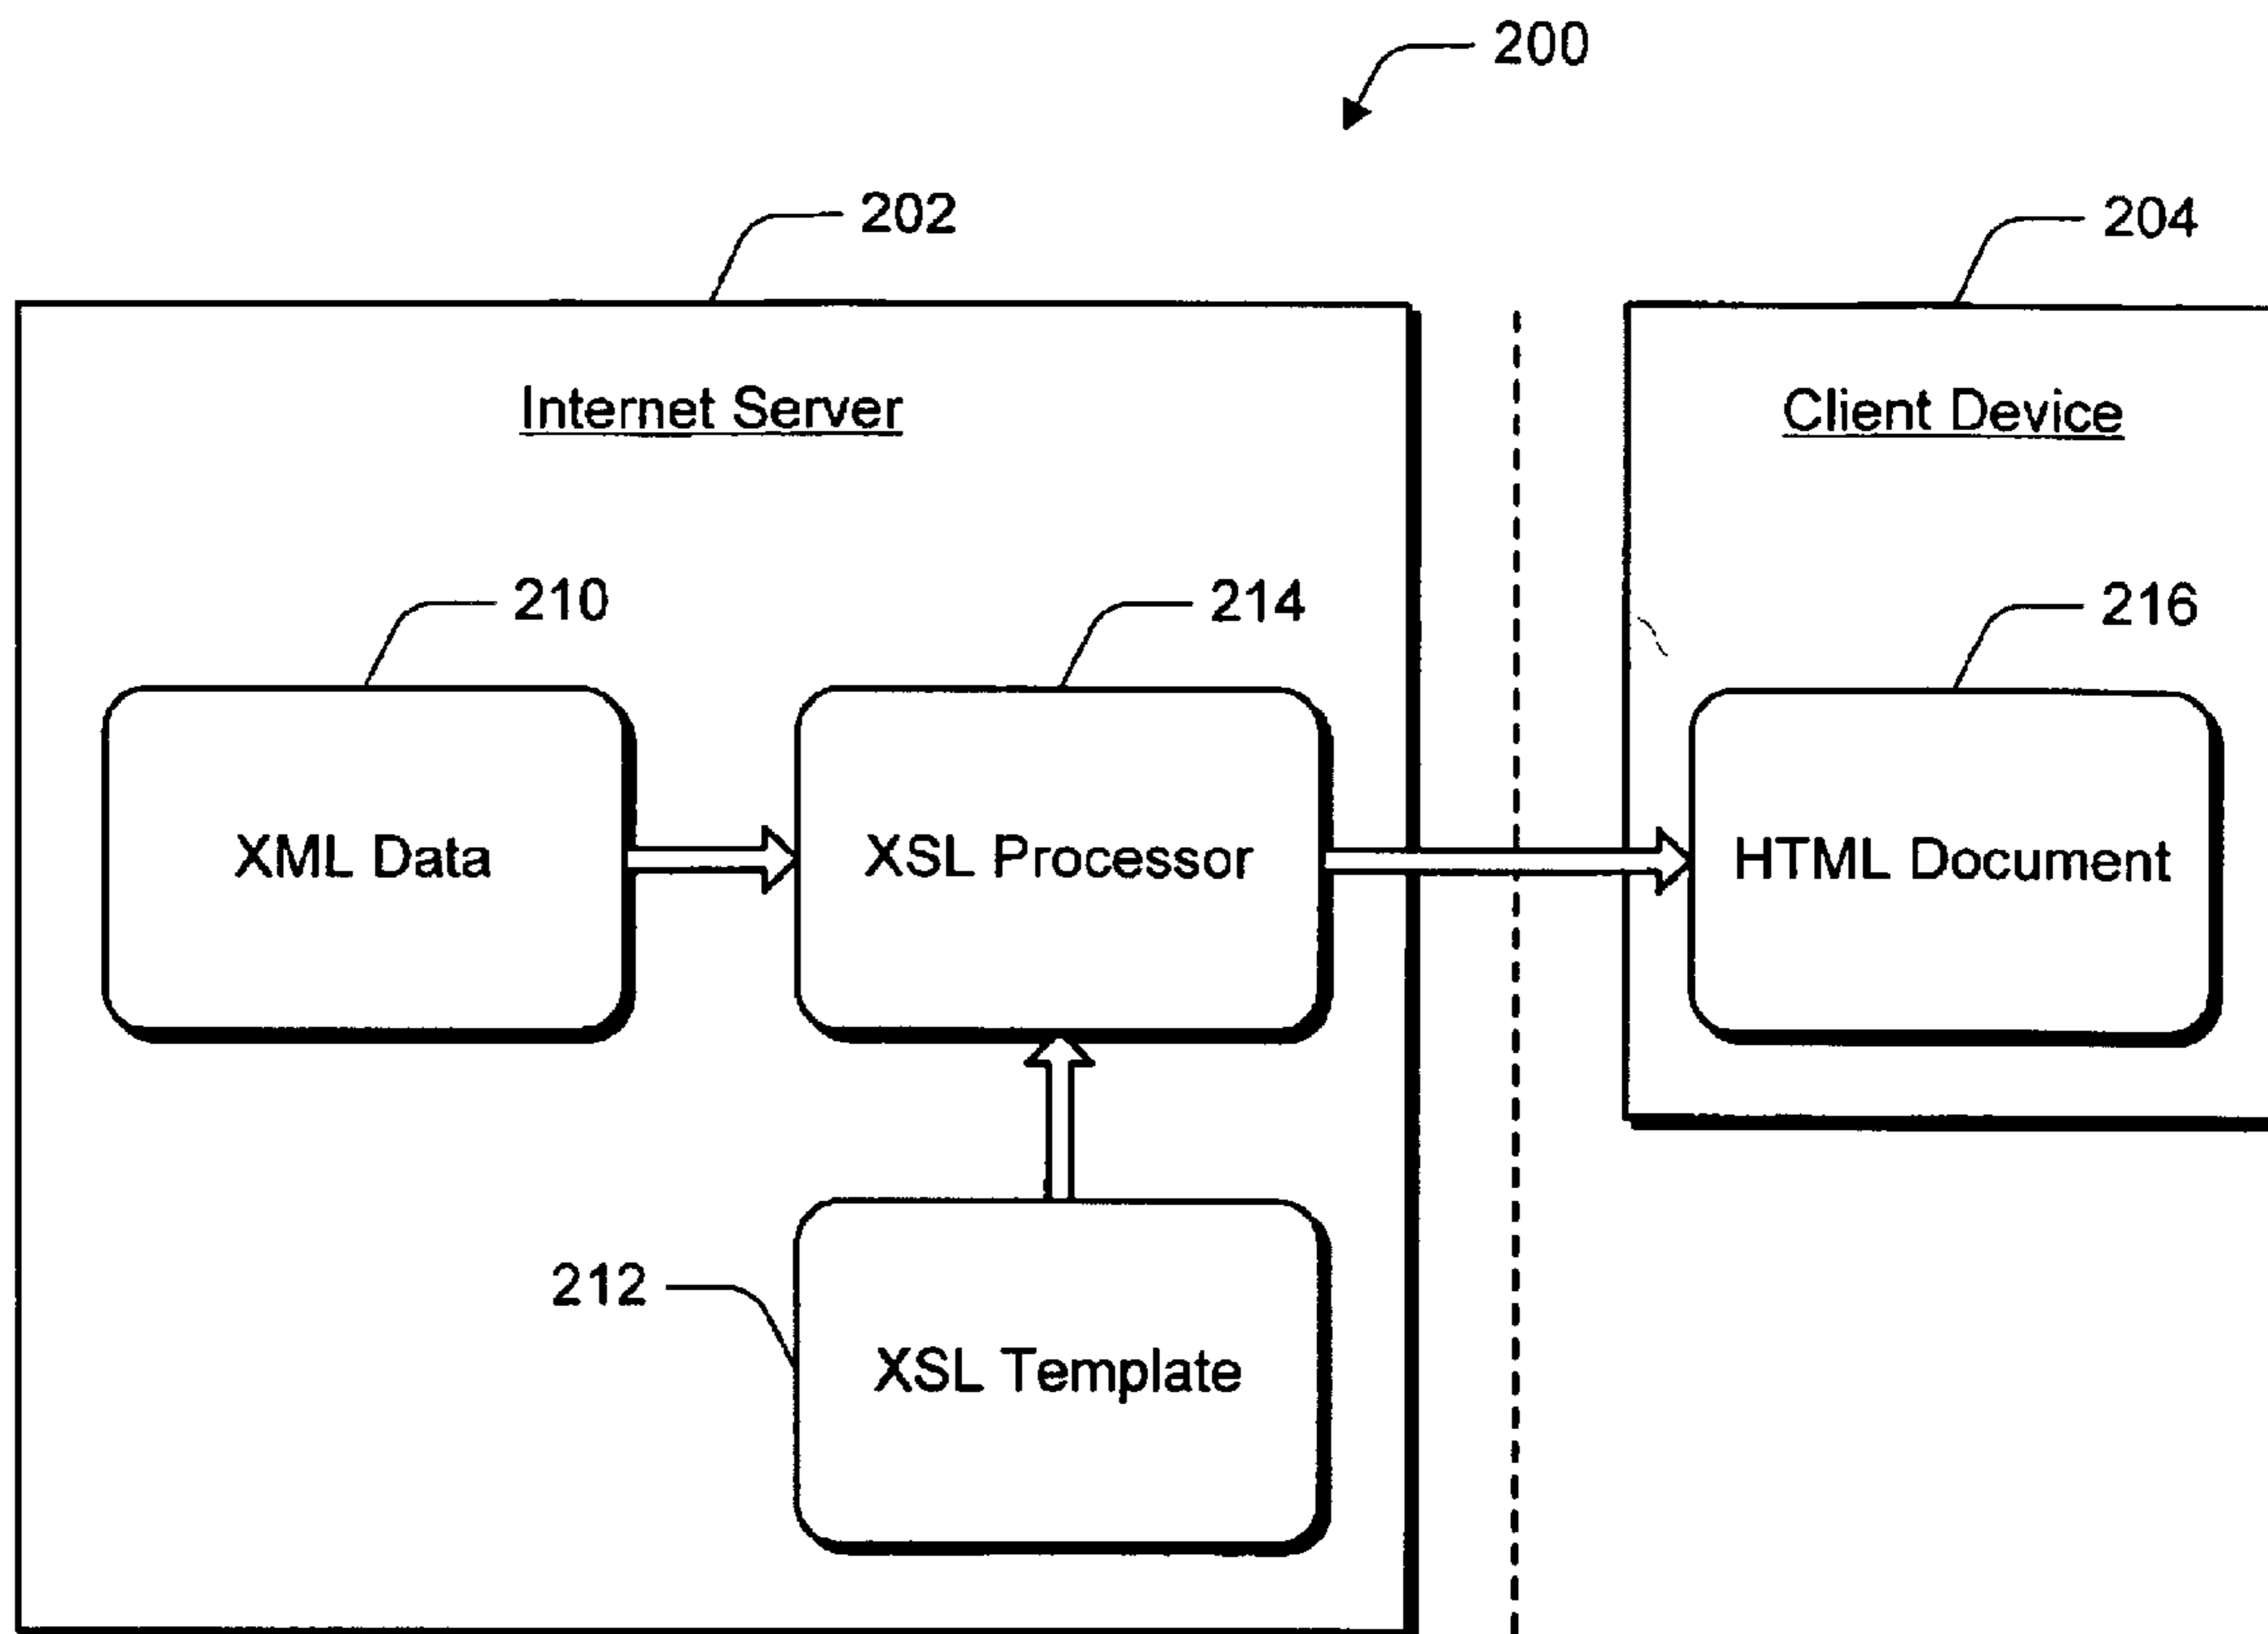 200
202
204
Internet Server
Client Device
210
214
216
XML Data
XSL Processor
HTML Document
212
XSL Template